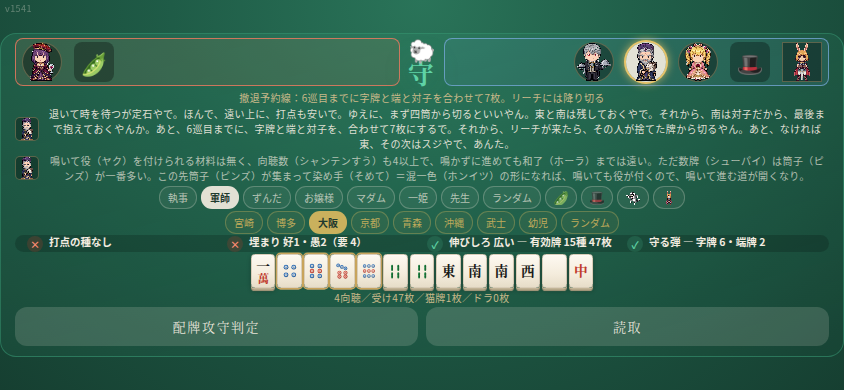 v1541
守
撤退予約線：6巡目までに字牌と端と対子を合わせて7枚。リーチには降り切る
退いて時を待つが定石やで。ほんで、遠い上に、打点も安いで。ゆえに、まず四筒から切るといいやん。東と南は残しておくやで。それから、南は対子だから、最後ま
で抱えておくやんか。あと、6巡目までに、字牌と端と対子を、合わせて7枚にするで。それから、リーチが来たら、その人が捨てた牌から切るやん。あと、なければ
東、その次はスジやで、あんた。
鳴いて役（ヤク）を付けられる材料は無く、向聴数（シャンテンすう）も4以上で、鳴かずに進めても和了（ホーラ）までは遠い。ただ数牌（シューパイ）は筒子（ピ
ンズ）が一番多い。この先筒子（ピンズ）が集まって染め手（そめて）＝混一色（ホンイツ）の形になれば、鳴いても役が付くので、鳴いて進む道が開くなり。
執事 軍師 ずんだ お嬢様 マダム 一姫 先生 ランダム
宮崎 博多 大阪 京都 青森 沖縄 武士 幼児 ランダム
× 打点の種なし × 埋まり 好1・愚2（要 4） ✓ 伸びしろ 広い ─ 有効牌 15種 47枚 ✓ 守る弾 ─ 字牌 6・端牌 2
一萬 東 南 南 西 中
4向聴／受け47枚／猫牌1枚／ドラ0枚
配牌攻守判定 読取